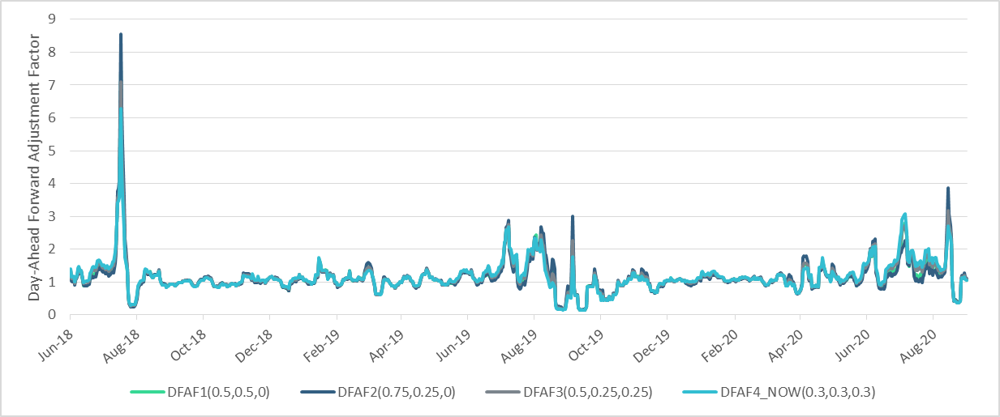 Day-Ahead Forward Adjustment Factor
9
8
7
6
5
4
3
2
1
0
Jun-18
Aug-18
Oct-18
Dec-18
Feb-19
Apr-19
Jun-19
Aug-19
Oct-19
Dec-19
Feb-20
Apr-20
Jun-20
Aug-20
DFAF1(0.5,0.5,0)
DFAF2(0.75,0.25,0)
DFAF3(0.5,0.25,0.25)
DFAF4_NOW(0.3,0.3,0.3)